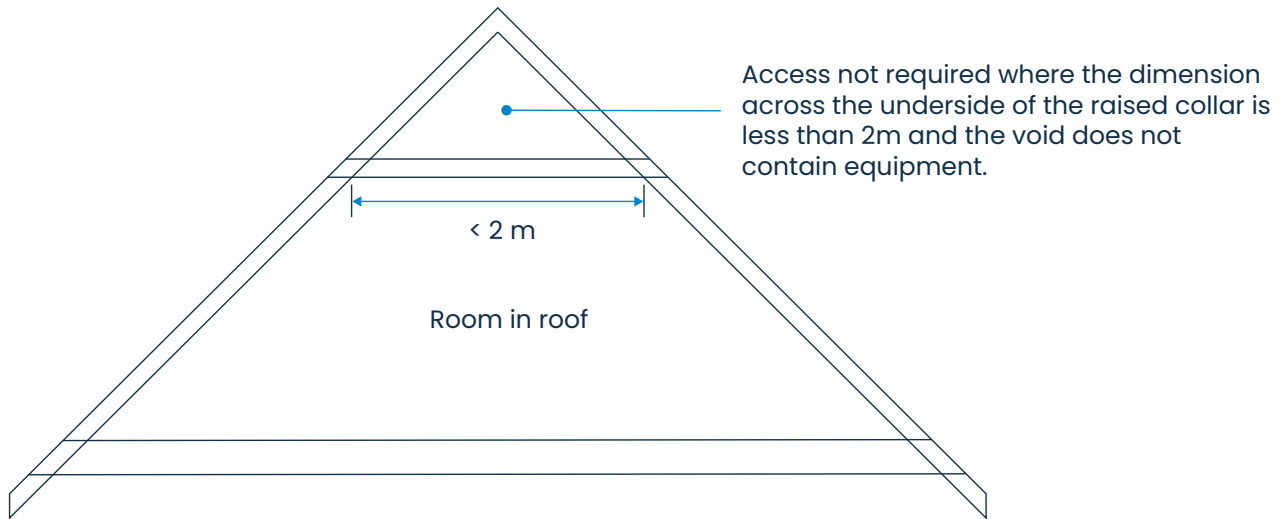 Access not required where the dimension
across the underside of the raised collar is
less than 2m and the void does not
contain equipment.
< 2 m
Room in roof